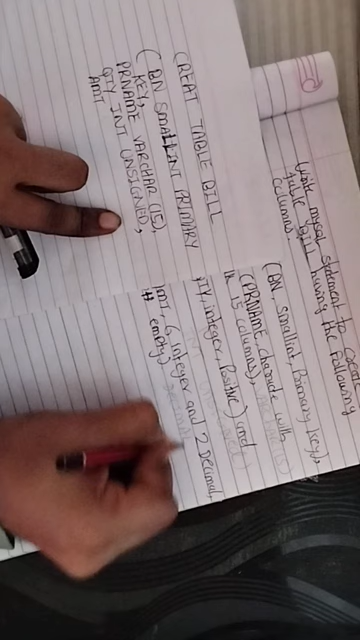 Write mysql statement to Creat
table "Bill" having the following
columns.
(BN, smallint, Primary key),
(PRNAME, character with
15 columns),
integer, Positive) and
AMT, 6 integer and 2 Decimal,
empty)
CREAT TABLE BILL
(BN SMALLINT PRIMARY
KEY,
PRNAME VARCHAR (15),
QTY INT UNSIGNED,
AMT